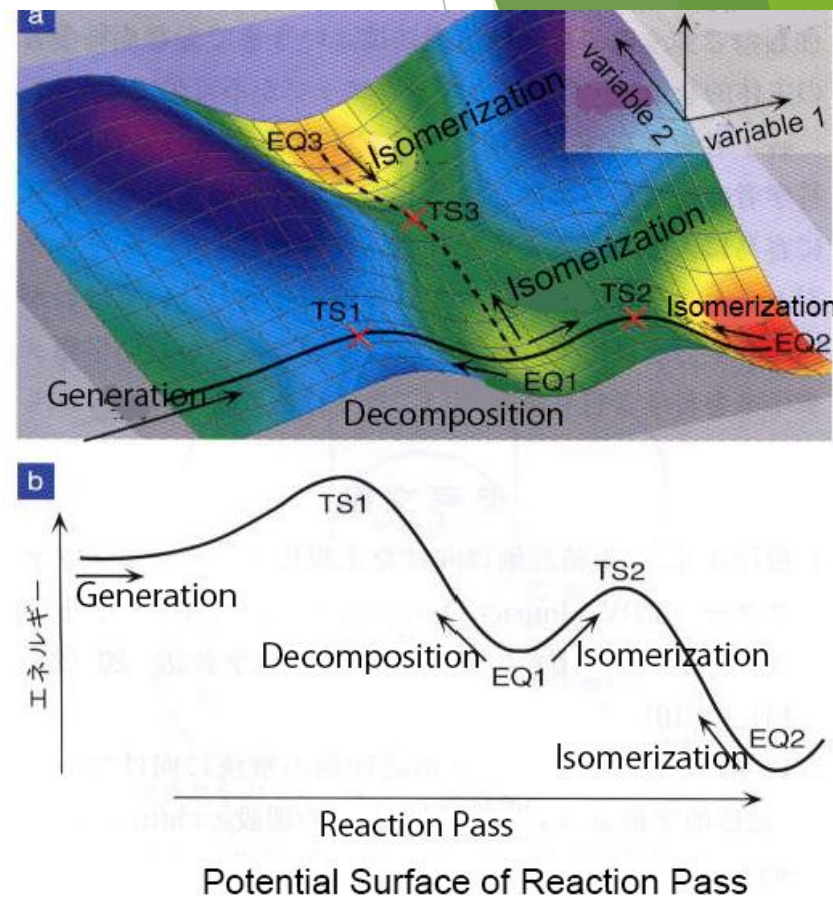 a
EQ3
Isomerization
variable 2
variable 1
TS3
Isomerization
TS1
TS2
Isomerization
EQ2
EQ1
Generation
Decomposition
b
TS1
TS2
Generation
Decomposition
Isomerization
EQ1
エネルギー
Isomerization
EQ2
Reaction Pass
Potential Surface of Reaction Pass